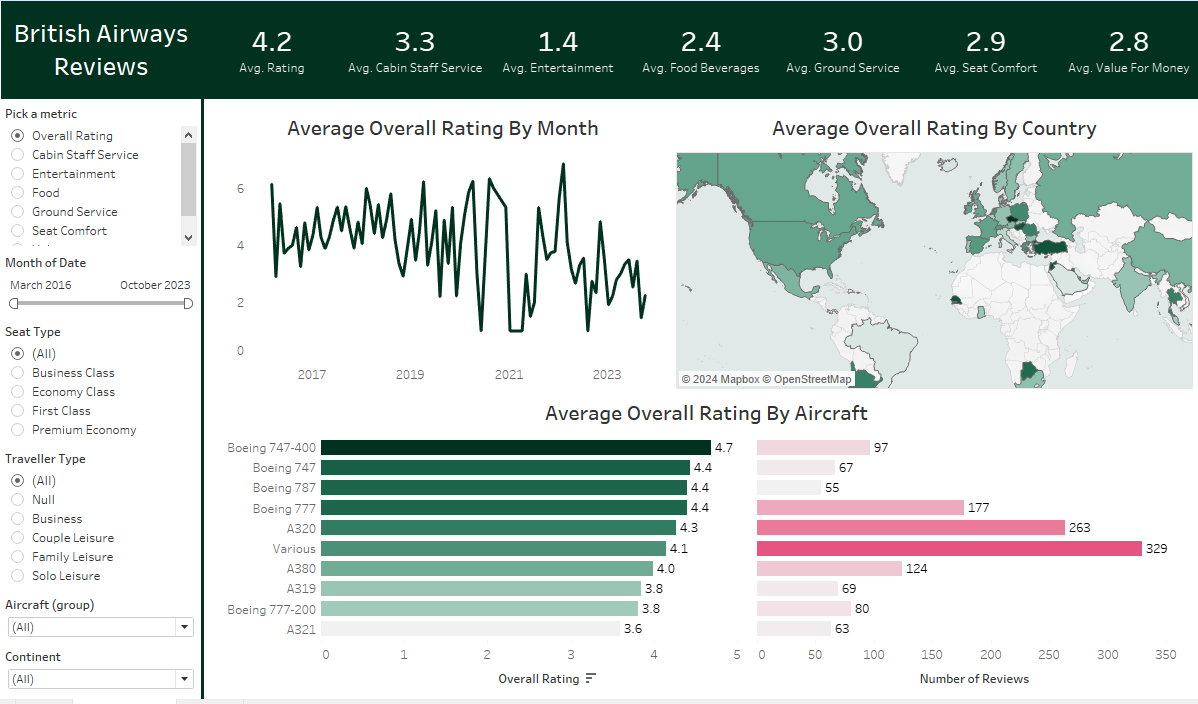 British Airways
Reviews
4.2
Avg. Rating
3.3
Avg. Cabin Staff Service
1.4
Avg. Entertainment
2.4
Avg. Food Beverages
3.0
Avg. Ground Service
2.9
Avg. Seat Comfort
2.8
Avg. Value For Money
Pick a metric
Overall Rating
Cabin Staff Service
Entertainment
Food
Ground Service
Seat Comfort
Month of Date
March 2016 October 2023
Seat Type
(All)
Business Class
Economy Class
First Class
Premium Economy
Traveller Type
(All)
Null
Business
Couple Leisure
Family Leisure
Solo Leisure
Aircraft (group)
(All)
Continent
(All)
Average Overall Rating By Month
6
4
2
0
2017 2019 2021 2023
Average Overall Rating By Country
© 2024 Mapbox © OpenStreetMap
Average Overall Rating By Aircraft
Boeing 747-400 4.7 97
Boeing 747 4.4 67
Boeing 787 4.4 55
Boeing 777 4.4 177
A320 4.3 263
Various 4.1 329
A380 4.0 124
A319 3.8 69
Boeing 777-200 3.8 80
A321 3.6 63
0 1 2 3 4 5 0 50 100 150 200 250 300 350
Overall Rating Number of Reviews